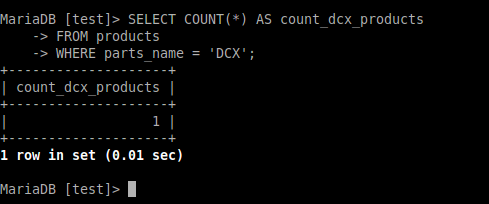 MariaDB [test]> SELECT COUNT(*) AS count_dcx_products
    -> FROM products
    -> WHERE parts_name = 'DCX';
+--------------------+
| count_dcx_products |
+--------------------+
|                  1 |
+--------------------+
1 row in set (0.01 sec)

MariaDB [test]>